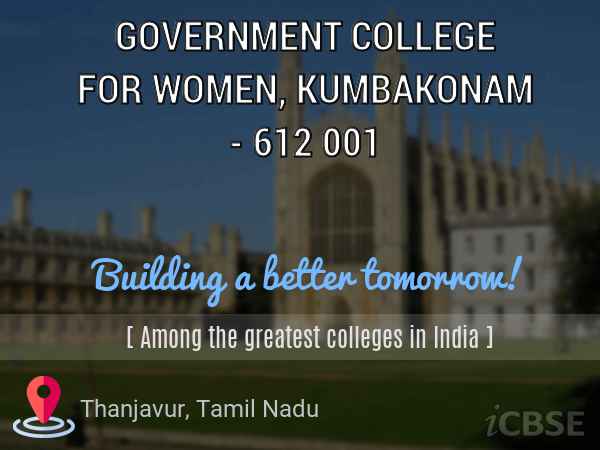 GOVERNMENT COLLEGE
FOR WOMEN, KUMBAKONAM
- 612 001
Building a better tomorrow!
[ Among the greatest colleges in India ]
Thanjavur, Tamil Nadu
iCBSE